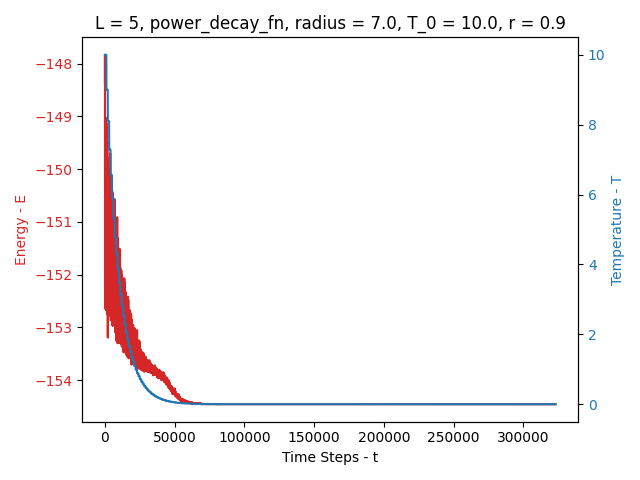 L = 5, power_decay_fn, radius = 7.0, T_0 = 10.0, r = 0.9
−148
−149
−150
−151
−152
−153
−154
Energy - E
10
8
6
4
2
0
Temperature - T
0 50000 100000 150000 200000 250000 300000
Time Steps - t